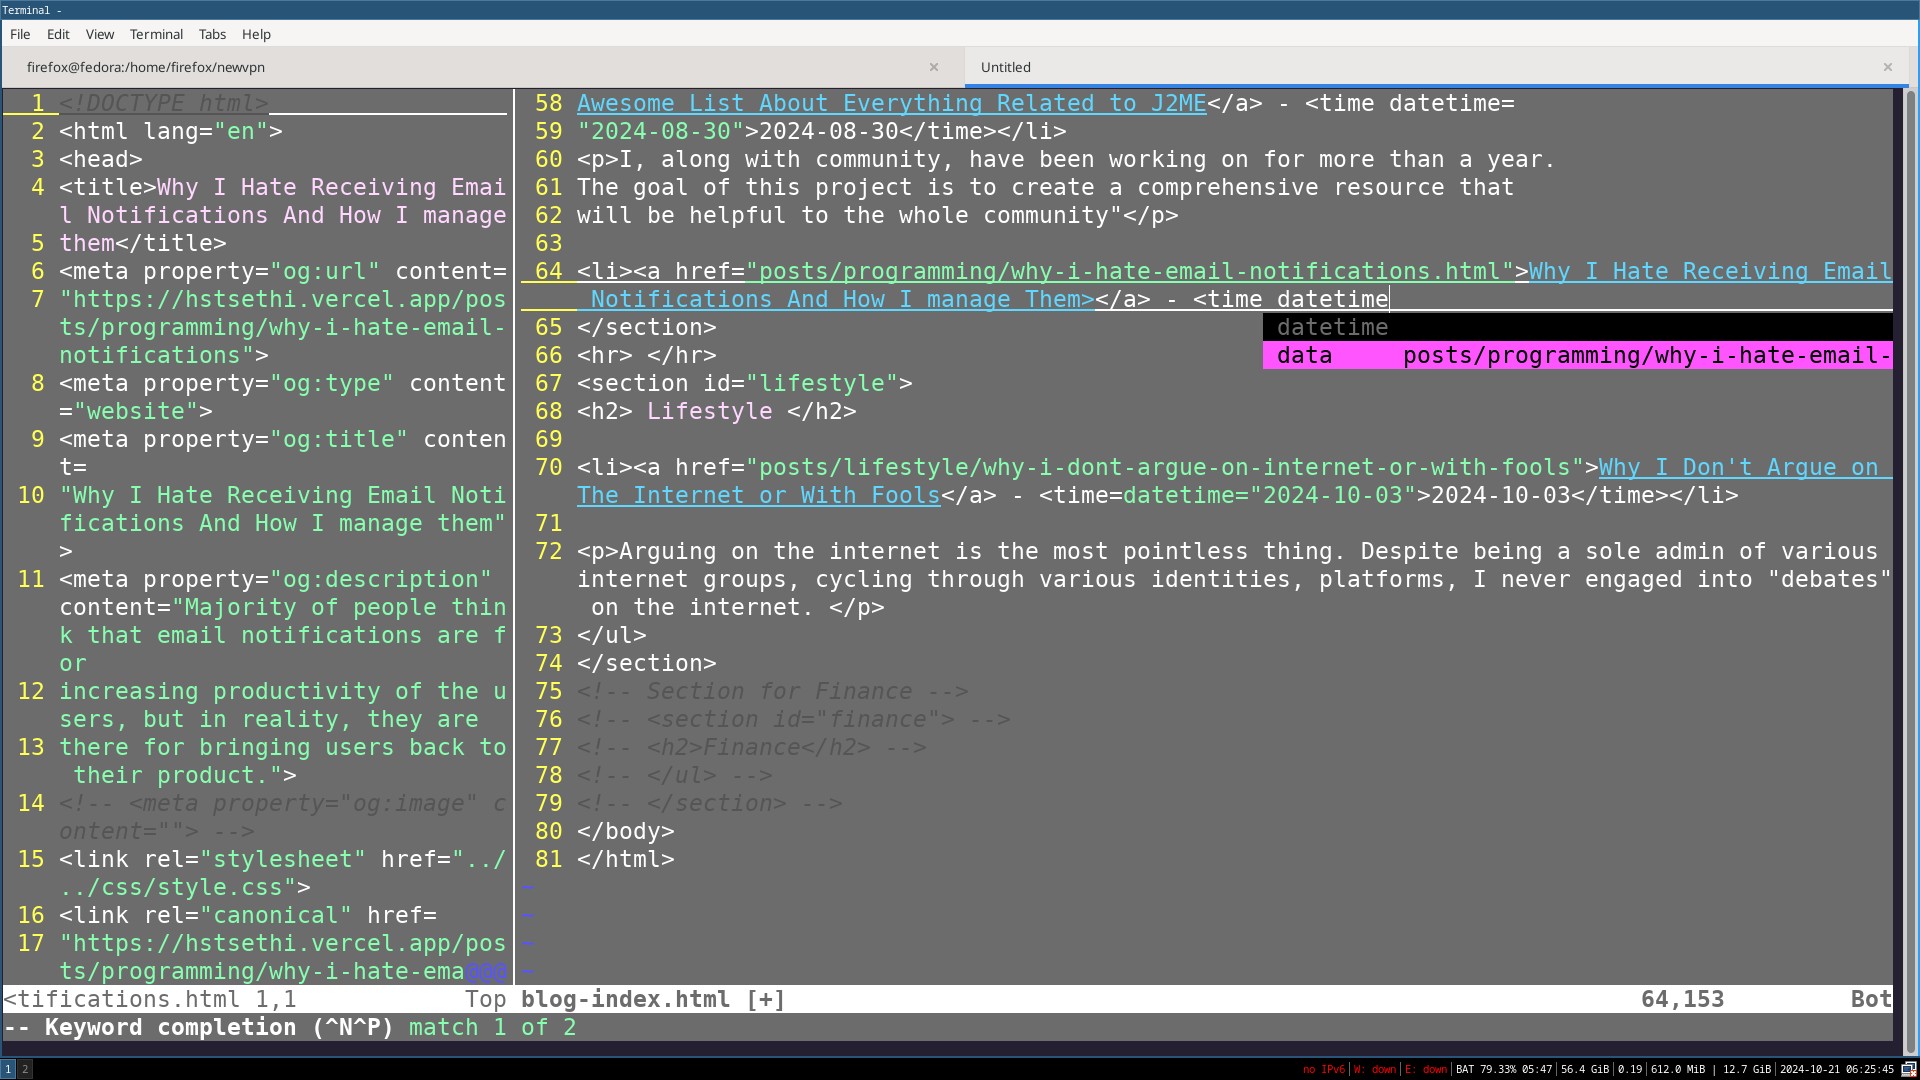 Terminal -
File Edit View Terminal Tabs Help
firefox@fedora:/home/firefox/newvpn × Untitled ×
1 <!DOCTYPE html>
2 <html lang="en">
3 <head>
4 <title>Why I Hate Receiving Emai
l Notifications And How I manage
5 them</title>
6 <meta property="og:url" content=
7 "https://hstsethi.vercel.app/pos
ts/programming/why-i-hate-email-
notifications">
8 <meta property="og:type" content
="website">
9 <meta property="og:title" conten
t=
10 "Why I Hate Receiving Email Noti
fications And How I manage them"
>
11 <meta property="og:description"
content="Majority of people thin
k that email notifications are f
or
12 increasing productivity of the u
sers, but in reality, they are
13 there for bringing users back to
their product.">
14 <!-- <meta property="og:image" c
ontent=""> -->
15 <link rel="stylesheet" href="../
../css/style.css">
16 <link rel="canonical" href=
17 "https://hstsethi.vercel.app/pos
ts/programming/why-i-hate-ema@@@
<tifications.html 1,1 Top
58 Awesome List About Everything Related to J2ME</a> - <time datetime=
59 "2024-08-30">2024-08-30</time></li>
60 <p>I, along with community, have been working on for more than a year.
61 The goal of this project is to create a comprehensive resource that
62 will be helpful to the whole community"</p>
63
64 <li><a href="posts/programming/why-i-hate-email-notifications.html">Why I Hate Receiving Email
Notifications And How I manage Them></a> - <time datetime
65 </section>
datetime
66 <hr> </hr>
data posts/programming/why-i-hate-email-
67 <section id="lifestyle">
68 <h2> Lifestyle </h2>
69
70 <li><a href="posts/lifestyle/why-i-dont-argue-on-internet-or-with-fools">Why I Don't Argue on
The Internet or With Fools</a> - <time=datetime="2024-10-03">2024-10-03</time></li>
71
72 <p>Arguing on the internet is the most pointless thing. Despite being a sole admin of various
internet groups, cycling through various identities, platforms, I never engaged into "debates"
on the internet. </p>
73 </ul>
74 </section>
75 <!-- Section for Finance -->
76 <!-- <section id="finance"> -->
77 <!-- <h2>Finance</h2> -->
78 <!-- </ul> -->
79 <!-- </section> -->
80 </body>
81 </html>
~
~
~
~
blog-index.html [+] 64,153 Bot
-- Keyword completion (^N^P) match 1 of 2
1 2 no IPv6 | W: down | E: down | BAT 79.33% 05:47 | 56.4 GiB | 0.19 | 612.0 MiB | 12.7 GiB | 2024-10-21 06:25:45